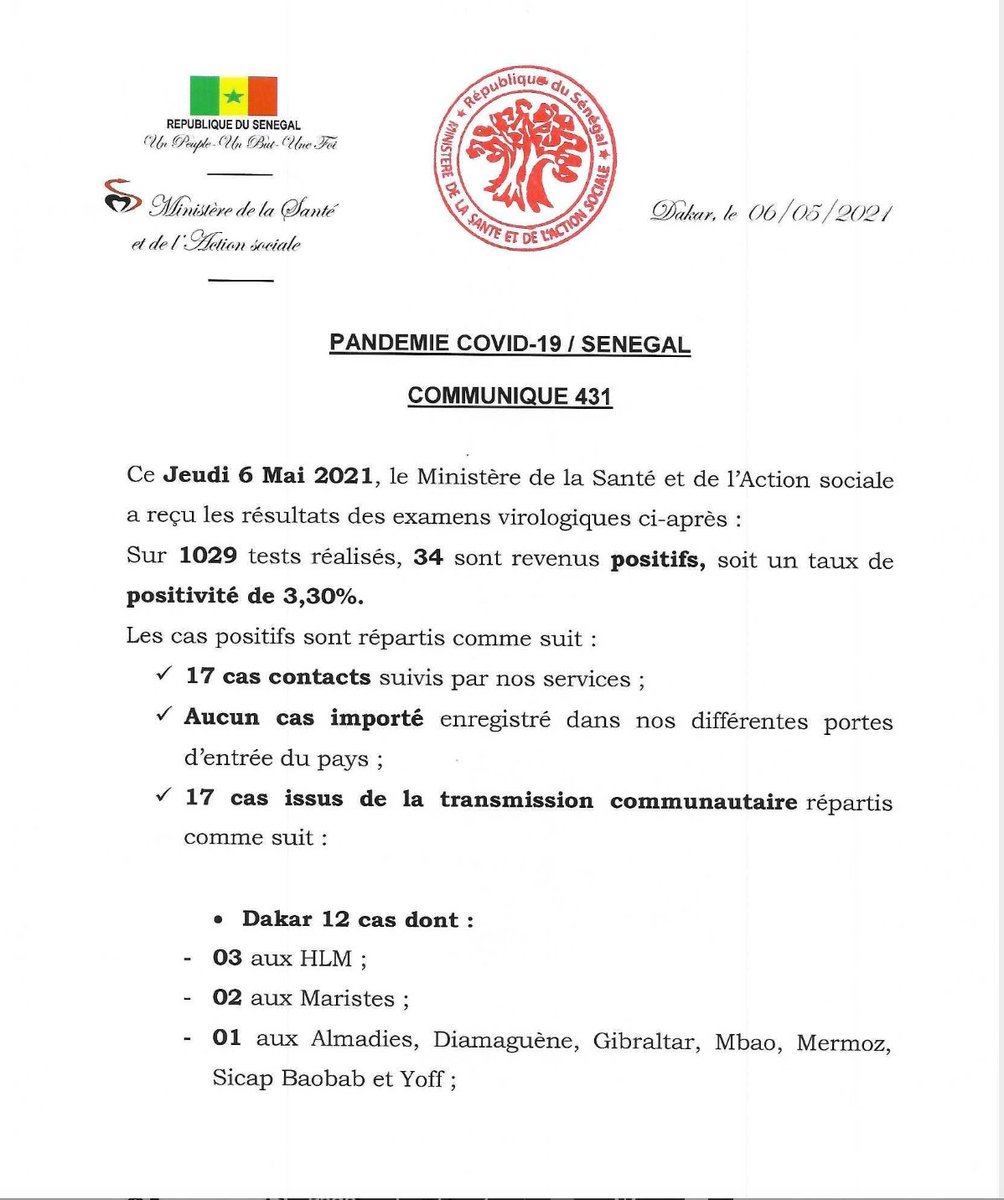 REPUBLIQUE DU SENEGAL
Un Peuple-Un But-Une Foi
Ministère de la Santé
et de l'Action sociale
★ République du Sénégal ★
MINISTERE DE LA SANTE ET DE L'ACTION SOCIALE
Dakar, le 06/05/2021
PANDEMIE COVID-19 / SENEGAL
COMMUNIQUE 431
Ce Jeudi 6 Mai 2021, le Ministère de la Santé et de l'Action sociale
a reçu les résultats des examens virologiques ci-après :
Sur 1029 tests réalisés, 34 sont revenus positifs, soit un taux de
positivité de 3,30%.
Les cas positifs sont répartis comme suit :
✓ 17 cas contacts suivis par nos services ;
✓ Aucun cas importé enregistré dans nos différentes portes
d'entrée du pays ;
✓ 17 cas issus de la transmission communautaire répartis
comme suit :
• Dakar 12 cas dont :
- 03 aux HLM ;
- 02 aux Maristes ;
- 01 aux Almadies, Diamaguène, Gibraltar, Mbao, Mermoz,
Sicap Baobab et Yoff ;